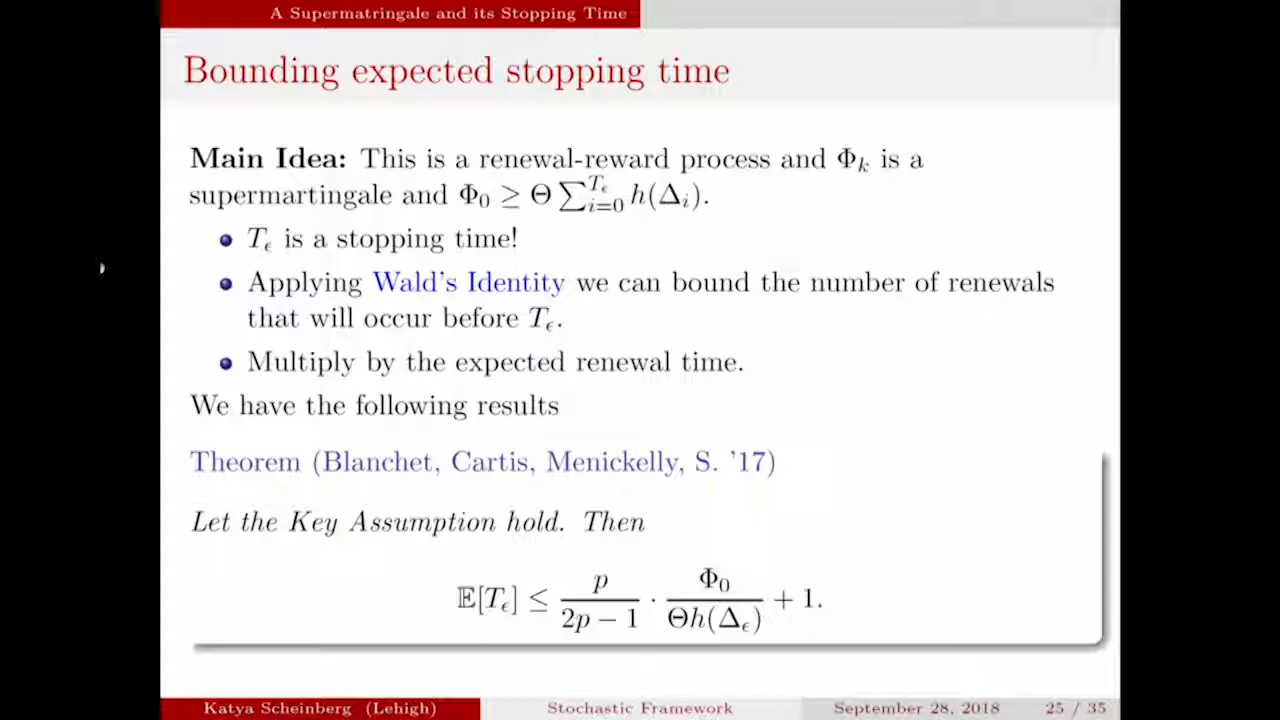 A Supermatringale and its Stopping Time
Bounding expected stopping time
Main Idea: This is a renewal-reward process and Φ_k is a
supermartingale and Φ_0 ≥ Θ ∑_{i=0}^{T_ϵ} h(Δ_i).
T_ϵ is a stopping time!
Applying Wald's Identity we can bound the number of renewals
that will occur before T_ϵ.
Multiply by the expected renewal time.
We have the following results
Theorem (Blanchet, Cartis, Menickelly, S. '17)
Let the Key Assumption hold. Then
𝔼[T_ϵ] ≤ p/(2p − 1) · Φ_0/(Θh(Δ_ϵ)) + 1.
Katya Scheinberg (Lehigh) Stochastic Framework September 28, 2018 25 / 35